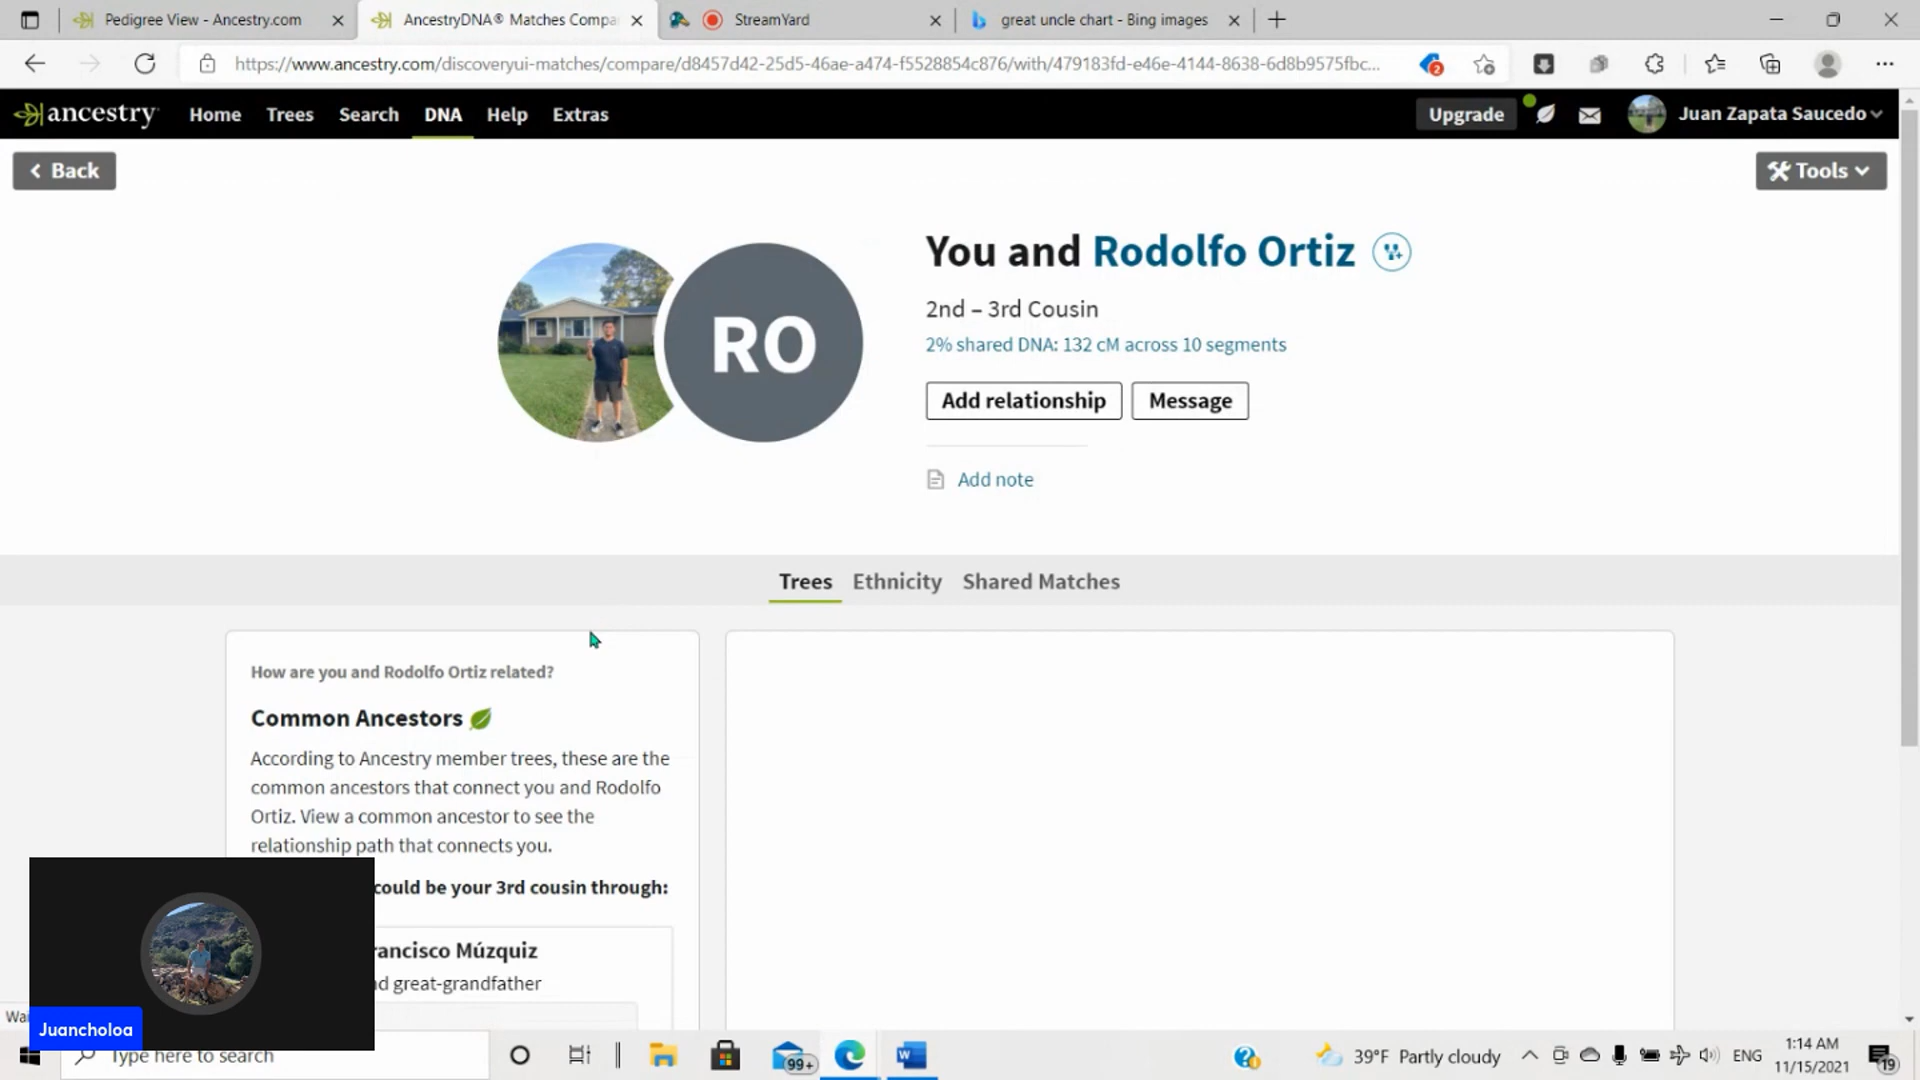 Pedigree View - Ancestry.com
AncestryDNA® Matches Compa
StreamYard
great uncle chart - Bing images
https://www.ancestry.com/discoveryui-matches/compare/d8457d42-25d5-46ae-a474-f5528854c876/with/479183fd-e46e-4144-8638-6d8b9575fbc...
2
ancestry
Home
Trees
Search
DNA
Help
Extras
Upgrade
Juan Zapata Saucedo
Back
Tools
RO
You and Rodolfo Ortiz
2nd – 3rd Cousin
2% shared DNA: 132 cM across 10 segments
Add relationship
Message
Add note
Trees
Ethnicity
Shared Matches
How are you and Rodolfo Ortiz related?
Common Ancestors
According to Ancestry member trees, these are the
common ancestors that connect you and Rodolfo
Ortiz. View a common ancestor to see the
relationship path that connects you.
could be your 3rd cousin through:
rancisco Múzquiz
d great-grandfather
Wai
Juancholoa
Type here to search
99+
39°F Partly cloudy
ENG
1:14 AM
11/15/2021
19